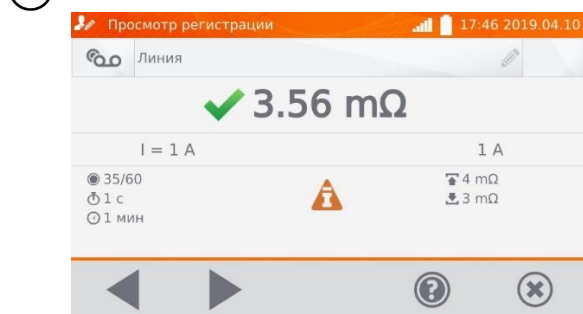 Просмотр регистрации 17:46 2019.04.10
Линия
3.56 mΩ
I = 1 A 1 A
35/60 4 mΩ
1 с 3 mΩ
1 мин